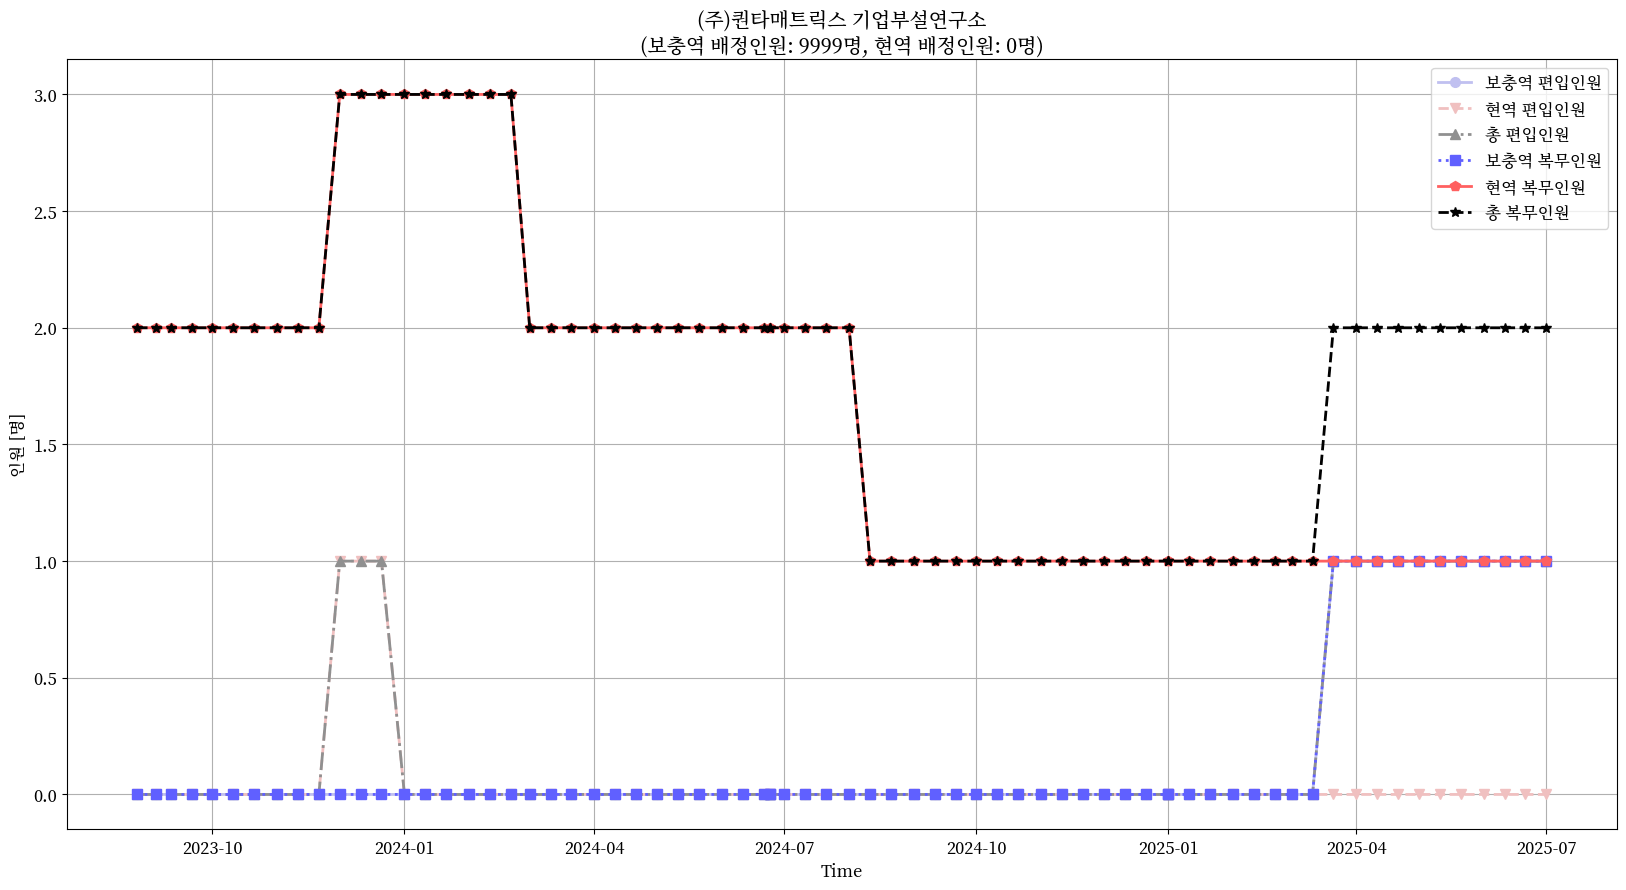 (주)퀀타매트릭스 기업부설연구소
(보충역 배정인원: 9999명, 현역 배정인원: 0명)
보충역 편입인원
현역 편입인원
총 편입인원
보충역 복무인원
현역 복무인원
총 복무인원
인원 [명]
3.0
2.5
2.0
1.5
1.0
0.5
0.0
2023-10
2024-01
2024-04
2024-07
2024-10
2025-01
2025-04
2025-07
Time